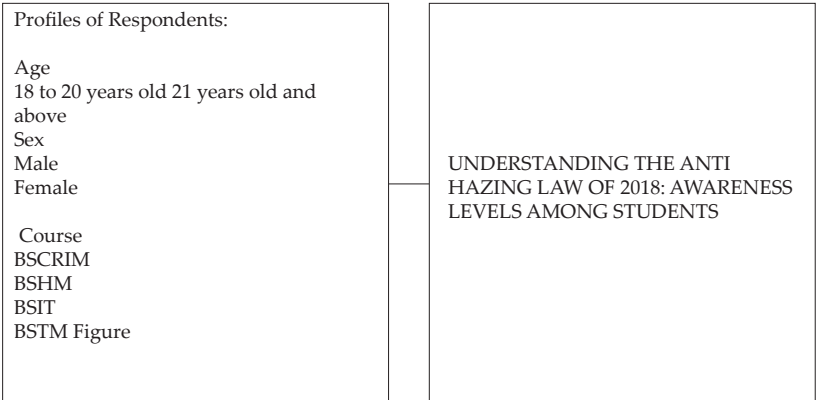 Profiles of Respondents:
Age
18 to 20 years old 21 years old and
above
Sex
Male
Female
Course
BSCRIM
BSHM
BSIT
BSTM Figure
UNDERSTANDING THE ANTI
HAZING LAW OF 2018: AWARENESS
LEVELS AMONG STUDENTS